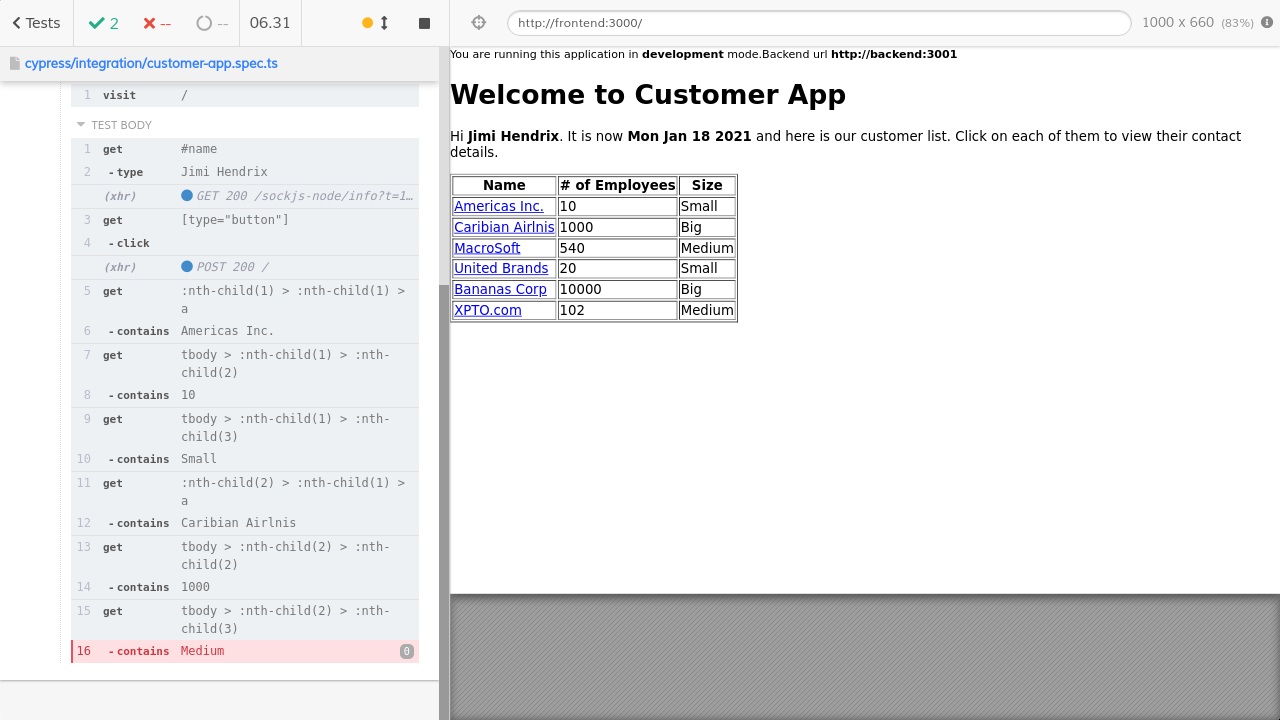 Tests
2
--
--
06.31
http://frontend:3000/
1000 x 660 (83%)
cypress/integration/customer-app.spec.ts
1 visit /
TEST BODY
1 get #name
2 - type Jimi Hendrix
(xhr) GET 200 /sockjs-node/info?t=1…
3 get [type="button"]
4 - click
(xhr) POST 200 /
5 get :nth-child(1) > :nth-child(1) >
a
6 - contains Americas Inc.
7 get tbody > :nth-child(1) > :nth-
child(2)
8 - contains 10
9 get tbody > :nth-child(1) > :nth-
child(3)
10 - contains Small
11 get :nth-child(2) > :nth-child(1) >
a
12 - contains Caribian Airlnis
13 get tbody > :nth-child(2) > :nth-
child(2)
14 - contains 1000
15 get tbody > :nth-child(2) > :nth-
child(3)
16 - contains Medium 0
You are running this application in development mode.Backend url http://backend:3001
Welcome to Customer App
Hi Jimi Hendrix. It is now Mon Jan 18 2021 and here is our customer list. Click on each of them to view their contact
details.
Name # of Employees Size
Americas Inc. 10 Small
Caribian Airlnis 1000 Big
MacroSoft 540 Medium
United Brands 20 Small
Bananas Corp 10000 Big
XPTO.com 102 Medium